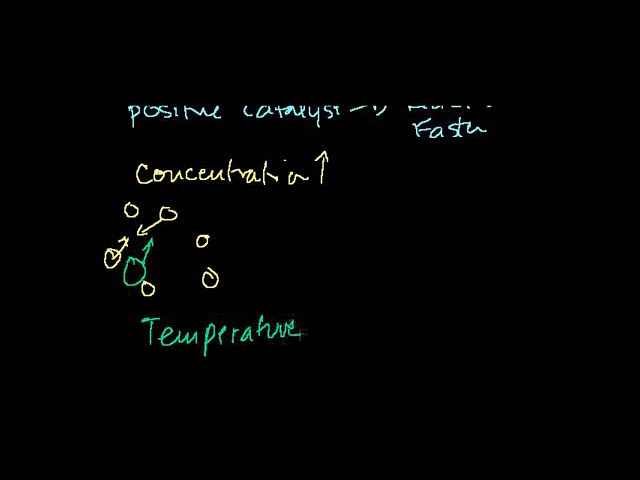 positive catalyst →
Faster
Concentration ↑
Temperature